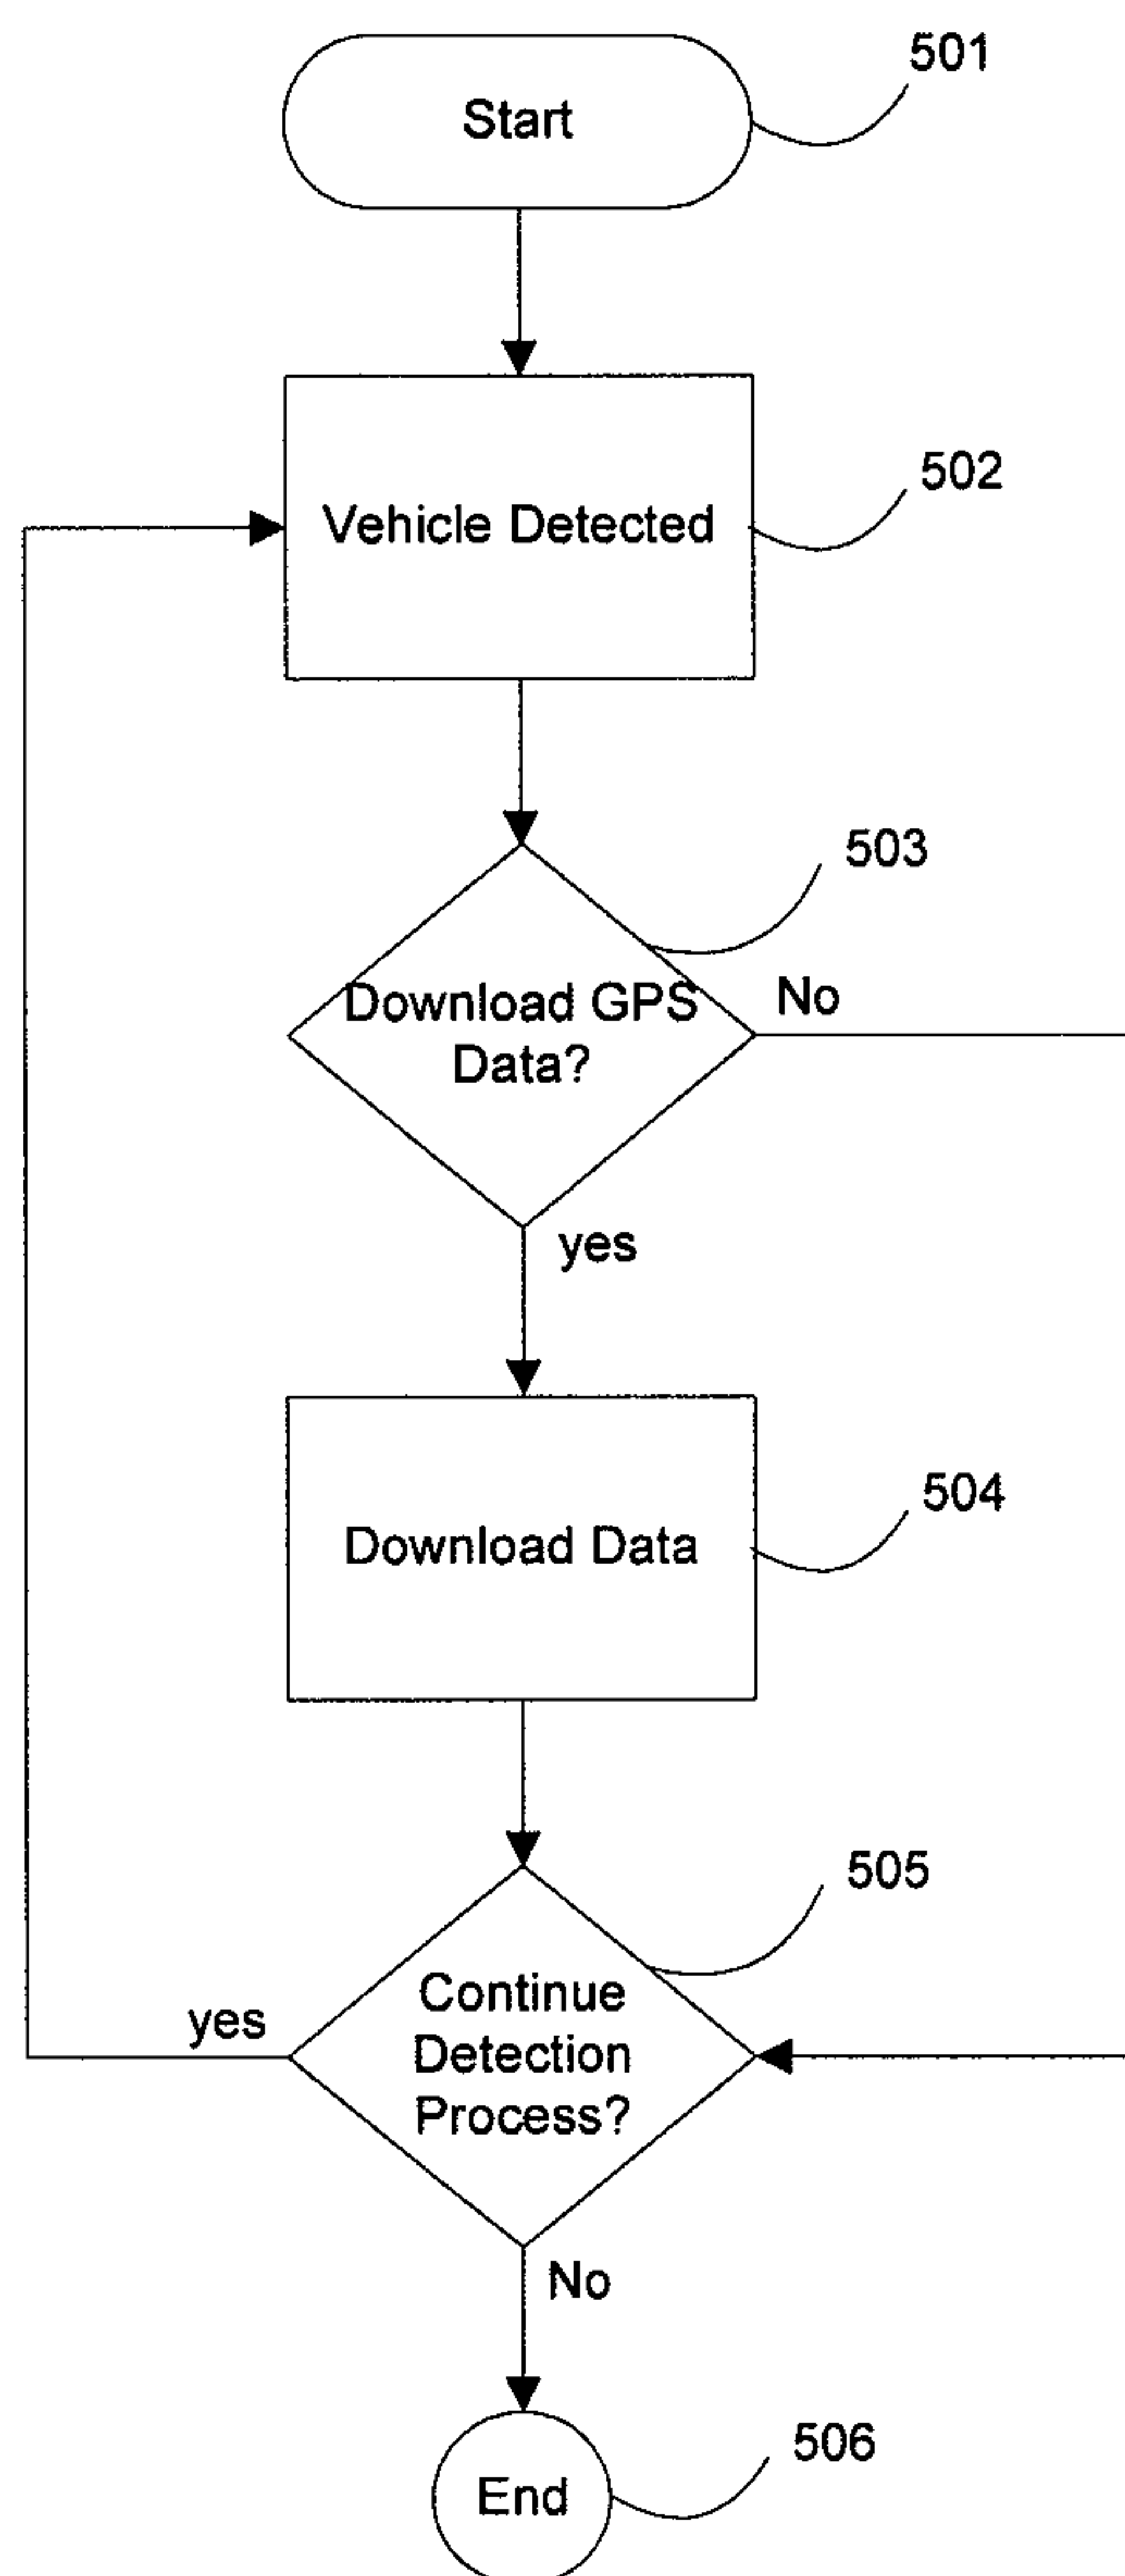 Start
501
Vehicle Detected
502
503
Download GPS
Data?
No
yes
Download Data
504
505
Continue
Detection
Process?
yes
No
End
506